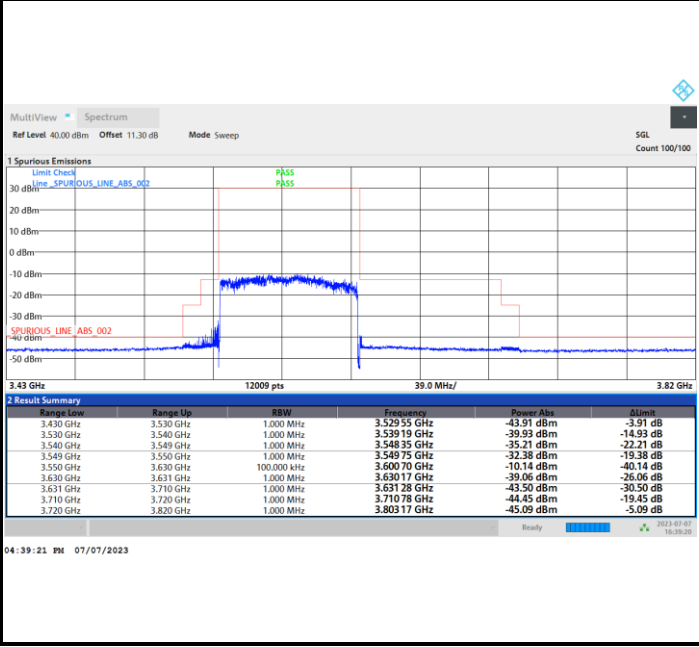 MultiView Spectrum
Ref Level 40.00 dBm Offset 11.30 dB Mode Sweep SGL
Count 100/100
1 Spurious Emissions
Limit Check PASS
Line _SPURIOUS_LINE_ABS_002 PASS
30 dBm
20 dBm
10 dBm
0 dBm
-10 dBm
-20 dBm
-30 dBm
_SPURIOUS_LINE_ABS_002
-40 dBm
-50 dBm
3.43 GHz 12009 pts 39.0 MHz/ 3.82 GHz
2 Result Summary
Range Low Range Up RBW Frequency Power Abs ΔLimit
3.430 GHz 3.530 GHz 1.000 MHz 3.529 55 GHz -43.91 dBm -3.91 dB
3.530 GHz 3.540 GHz 1.000 MHz 3.539 19 GHz -39.93 dBm -14.93 dB
3.540 GHz 3.549 GHz 1.000 MHz 3.548 35 GHz -35.21 dBm -22.21 dB
3.549 GHz 3.550 GHz 1.000 MHz 3.549 75 GHz -32.38 dBm -19.38 dB
3.550 GHz 3.630 GHz 100.000 kHz 3.600 70 GHz -10.14 dBm -40.14 dB
3.630 GHz 3.631 GHz 1.000 MHz 3.630 17 GHz -39.06 dBm -26.06 dB
3.631 GHz 3.710 GHz 1.000 MHz 3.631 28 GHz -43.50 dBm -30.50 dB
3.710 GHz 3.720 GHz 1.000 MHz 3.710 78 GHz -44.45 dBm -19.45 dB
3.720 GHz 3.820 GHz 1.000 MHz 3.803 17 GHz -45.09 dBm -5.09 dB
Ready 2023-07-07
16:39:20
04:39:21 PM 07/07/2023